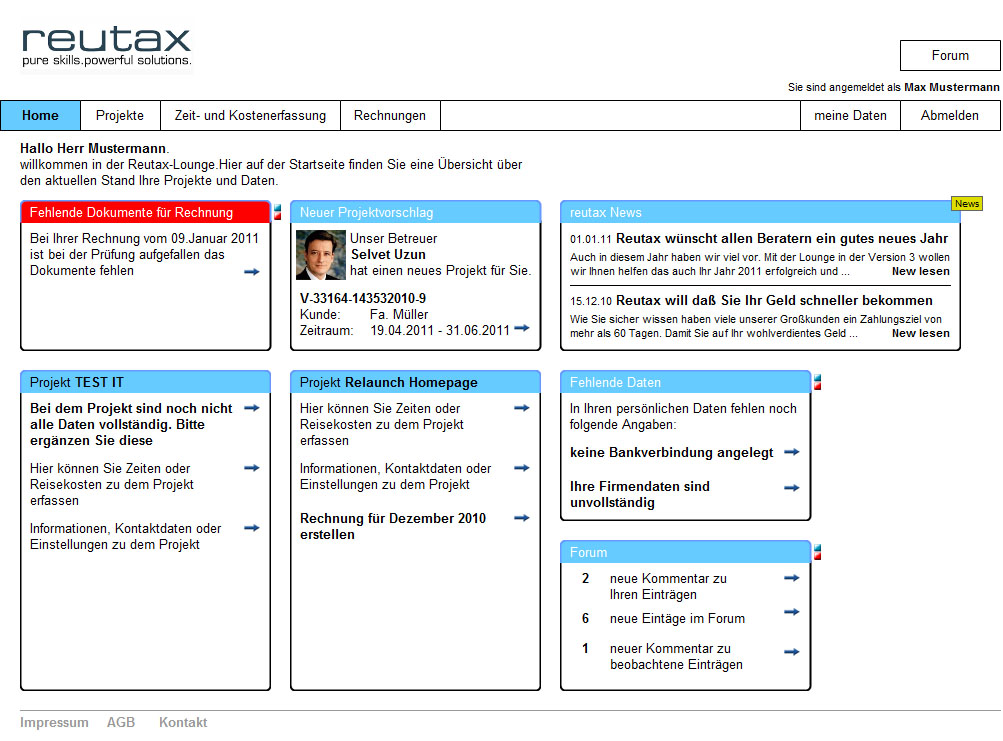 reutax
pure skills.powerful solutions.
Forum
Sie sind angemeldet als Max Mustermann
Home
Projekte
Zeit- und Kostenerfassung
Rechnungen
meine Daten
Abmelden
Hallo Herr Mustermann.
willkommen in der Reutax-Lounge.Hier auf der Startseite finden Sie eine Übersicht über
den aktuellen Stand Ihre Projekte und Daten.
Fehlende Dokumente für Rechnung
Bei Ihrer Rechnung vom 09.Januar 2011
ist bei der Prüfung aufgefallen das
Dokumente fehlen
Neuer Projektvorschlag
Unser Betreuer
Selvet Uzun
hat einen neues Projekt für Sie.
V-33164-143532010-9
Kunde: Fa. Müller
Zeitraum: 19.04.2011 - 31.06.2011
News
reutax News
01.01.11 Reutax wünscht allen Beratern ein gutes neues Jahr
Auch in diesem Jahr haben wir viel vor. Mit der Lounge in der Version 3 wollen
wir Ihnen helfen das auch Ihr Jahr 2011 erfolgreich und ... New lesen
15.12.10 Reutax will daß Sie Ihr Geld schneller bekommen
Wie Sie sicher wissen haben viele unserer Großkunden ein Zahlungsziel von
mehr als 60 Tagen. Damit Sie auf Ihr wohlverdientes Geld ... New lesen
Projekt TEST IT
Bei dem Projekt sind noch nicht
alle Daten vollständig. Bitte
ergänzen Sie diese
Hier können Sie Zeiten oder
Reisekosten zu dem Projekt
erfassen
Informationen, Kontaktdaten oder
Einstellungen zu dem Projekt
Projekt Relaunch Homepage
Hier können Sie Zeiten oder
Reisekosten zu dem Projekt
erfassen
Informationen, Kontaktdaten oder
Einstellungen zu dem Projekt
Rechnung für Dezember 2010
erstellen
Fehlende Daten
In Ihren persönlichen Daten fehlen noch
folgende Angaben:
keine Bankverbindung angelegt
Ihre Firmendaten sind
unvollständig
Forum
2 neue Kommentar zu
Ihren Einträgen
6 neue Eintäge im Forum
1 neuer Kommentar zu
beobachtene Einträgen
Impressum
AGB
Kontakt